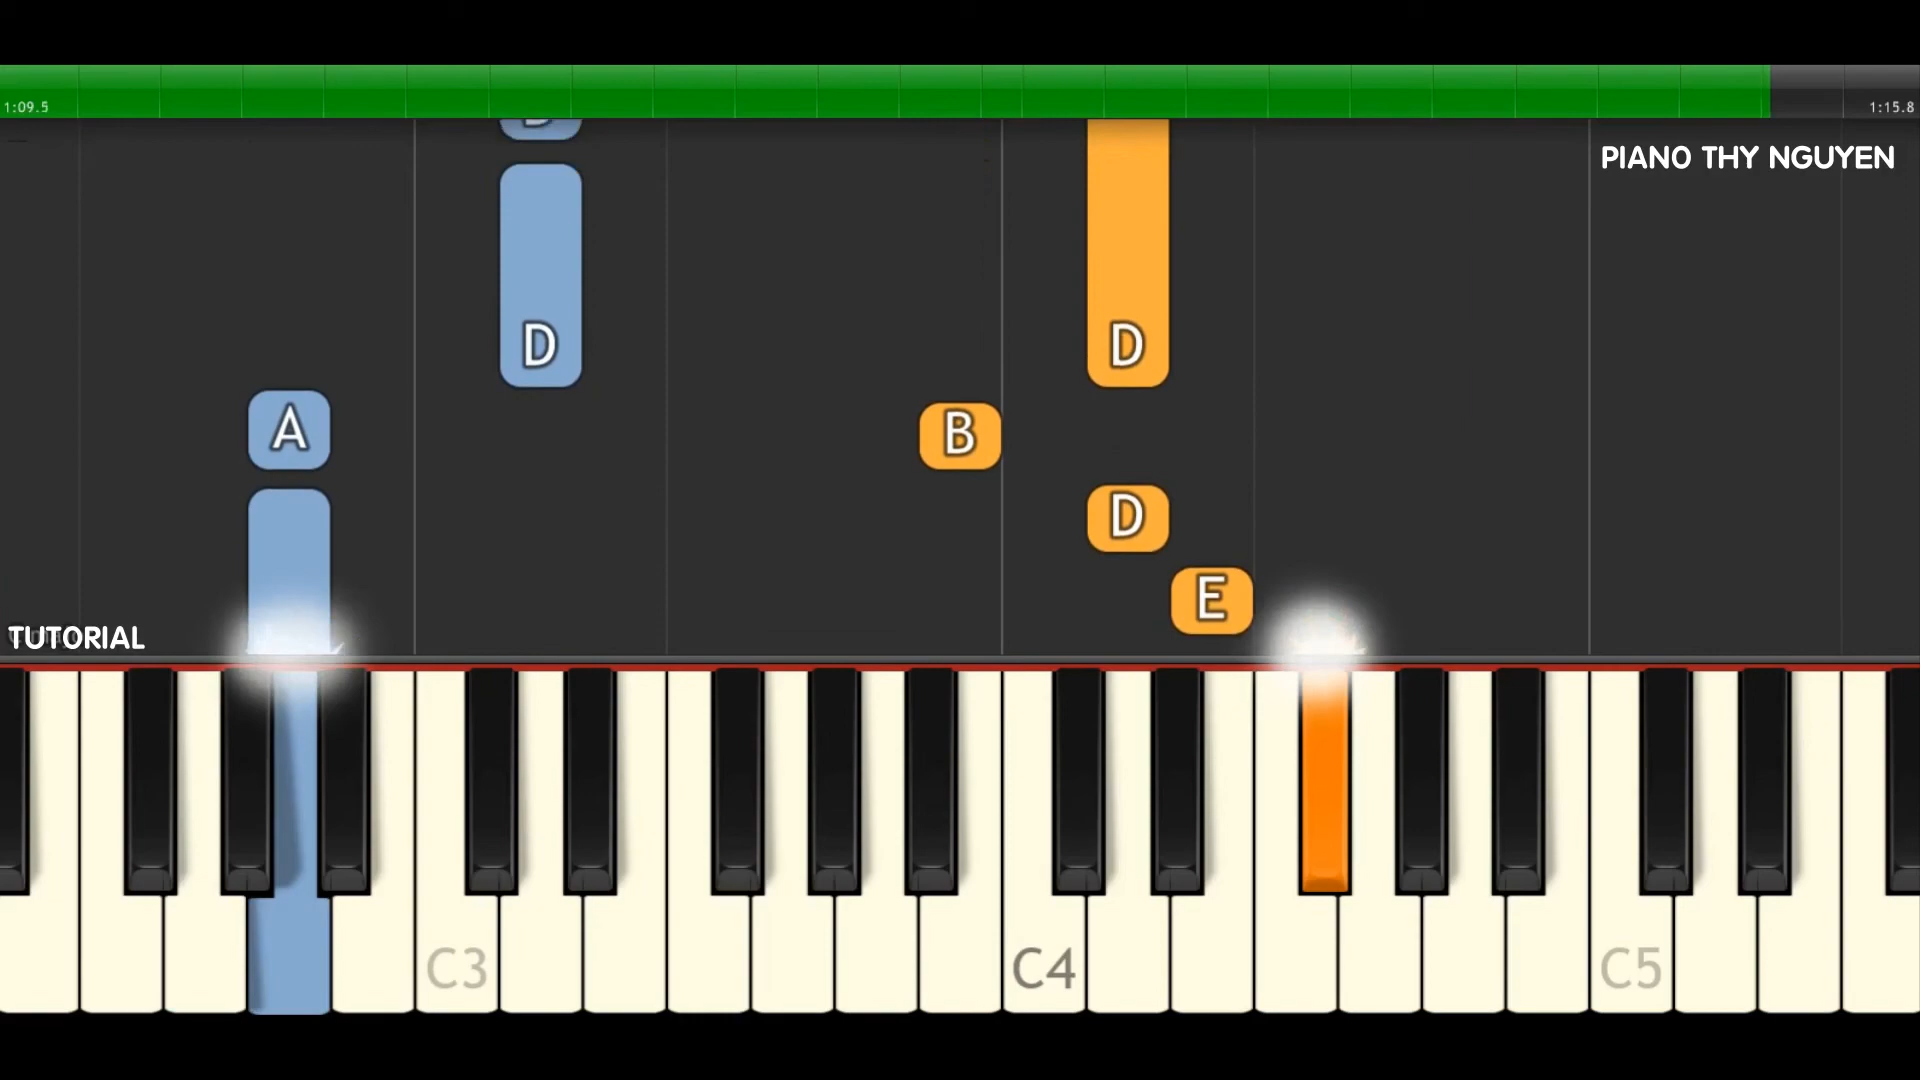 1:09.5
1:15.8
PIANO THY NGUYEN
D
D
A
B
D
E
TUTORIAL
C3
C4
C5